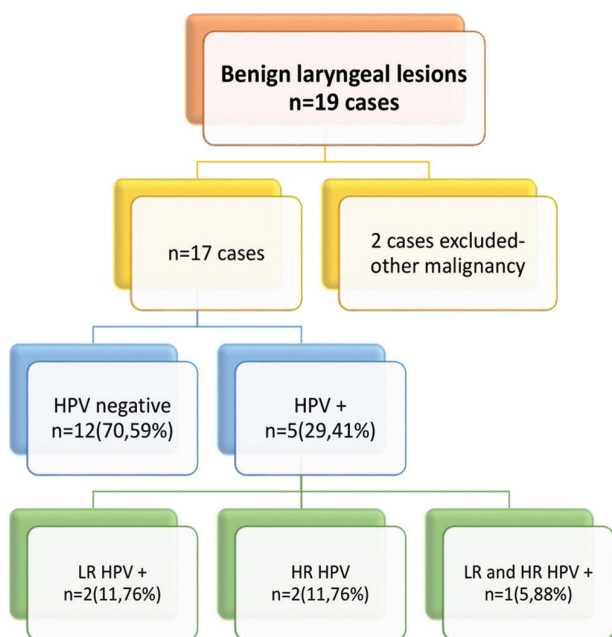 Benign laryngeal lesions
n=19 cases
n=17 cases
2 cases excluded-
other malignancy
HPV negative
n=12(70,59%)
HPV +
n=5(29,41%)
LR HPV +
n=2(11,76%)
HR HPV
n=2(11,76%)
LR and HR HPV +
n=1(5,88%)